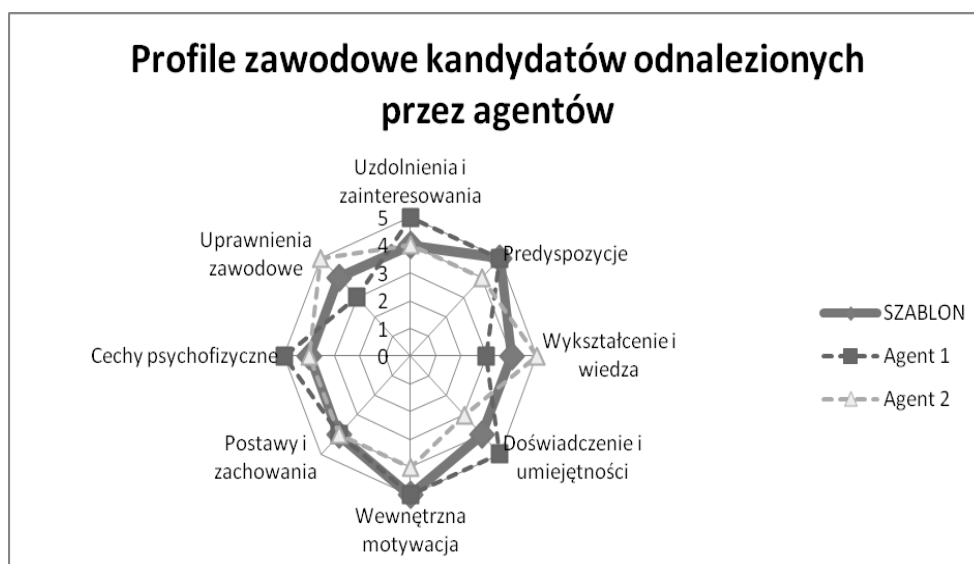 Profile zawodowe kandydatów odnalezionych
przez agentów
Uzdolnienia i
zainteresowania
Predyspozycje
Wykształcenie i
wiedza
Doświadczenie i
umiejętności
Wewnętrzna
motywacja
Postawy i
zachowania
Cechy psychofizyczne
Uprawnienia
zawodowe
5
4
3
2
1
0
SZABLON
Agent 1
Agent 2